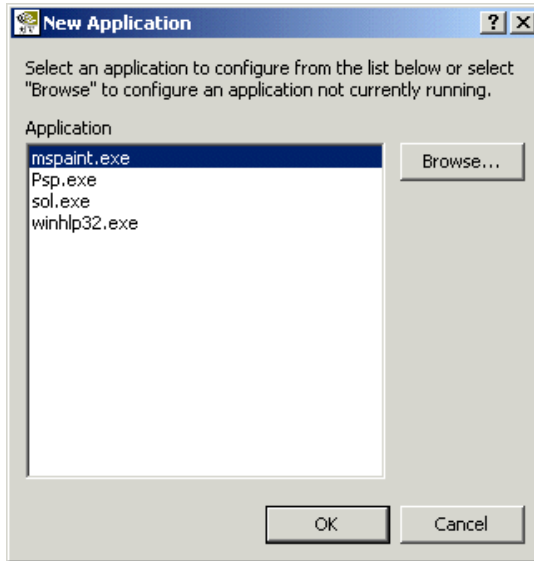 New Application
Select an application to configure from the list below or select
"Browse" to configure an application not currently running.
Application
mspaint.exe
Browse...
Psp.exe
sol.exe
winhlp32.exe
OK
Cancel